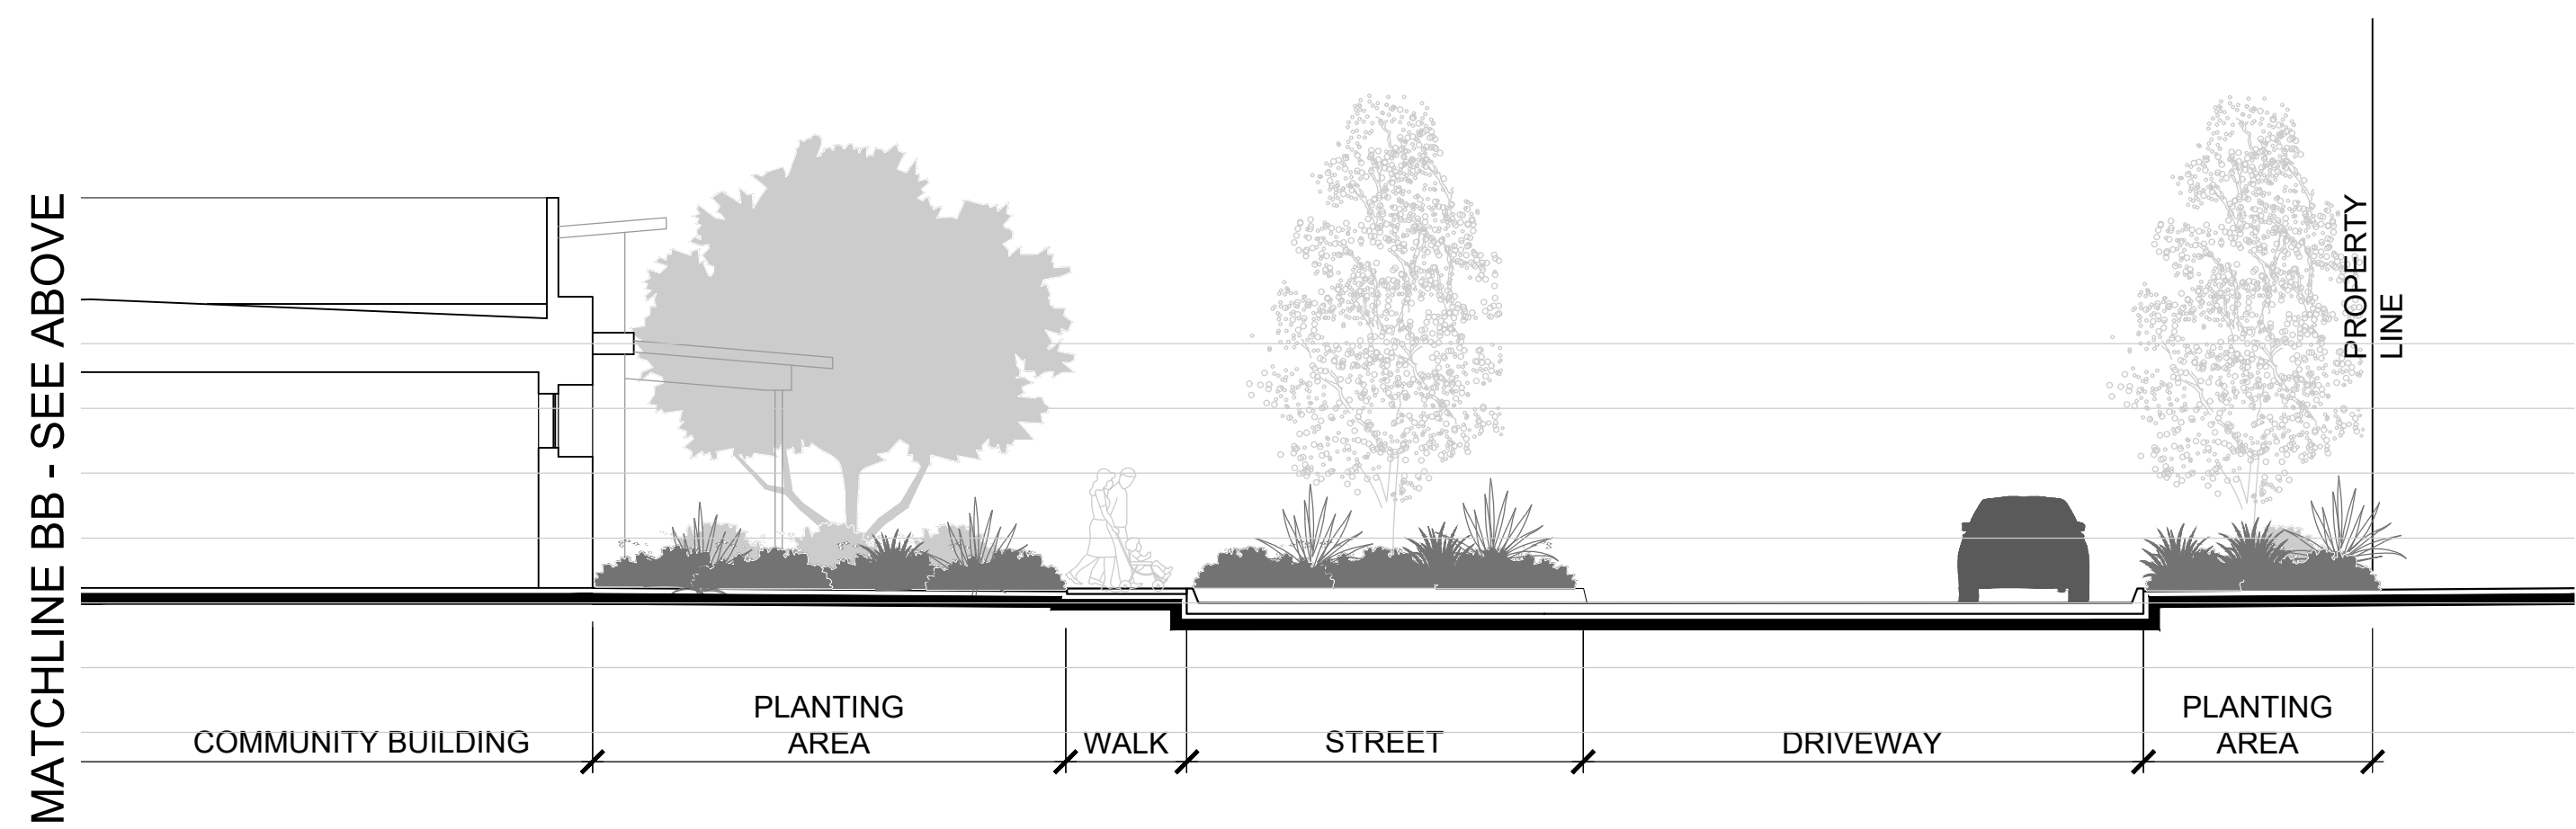 MATCHLINE BB - SEE ABOVE
PROPERTY
LINE
COMMUNITY BUILDING
PLANTING
AREA
WALK
STREET
DRIVEWAY
PLANTING
AREA